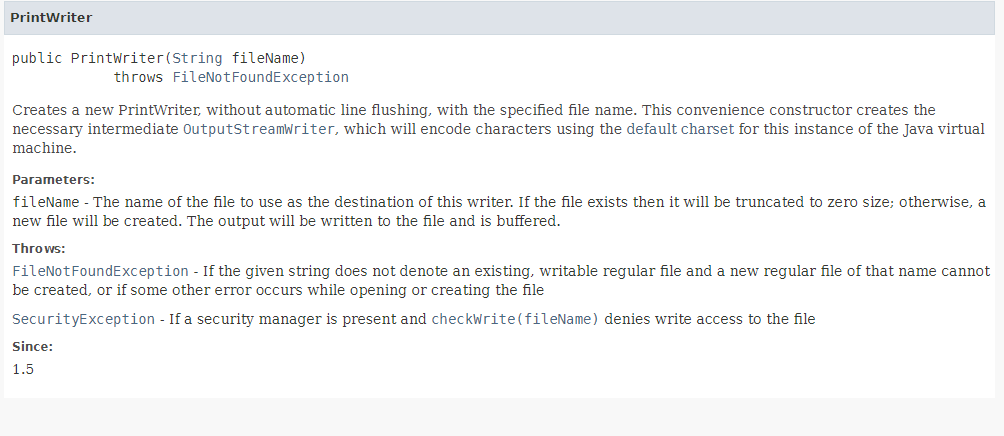 PrintWriter
public PrintWriter(String fileName)
throws FileNotFoundException
Creates a new PrintWriter, without automatic line flushing, with the specified file name. This convenience constructor creates the
necessary intermediate OutputStreamWriter, which will encode characters using the default charset for this instance of the Java virtual
machine.
Parameters:
fileName - The name of the file to use as the destination of this writer. If the file exists then it will be truncated to zero size; otherwise, a
new file will be created. The output will be written to the file and is buffered.
Throws:
FileNotFoundException - If the given string does not denote an existing, writable regular file and a new regular file of that name cannot
be created, or if some other error occurs while opening or creating the file
SecurityException - If a security manager is present and checkWrite(fileName) denies write access to the file
Since:
1.5